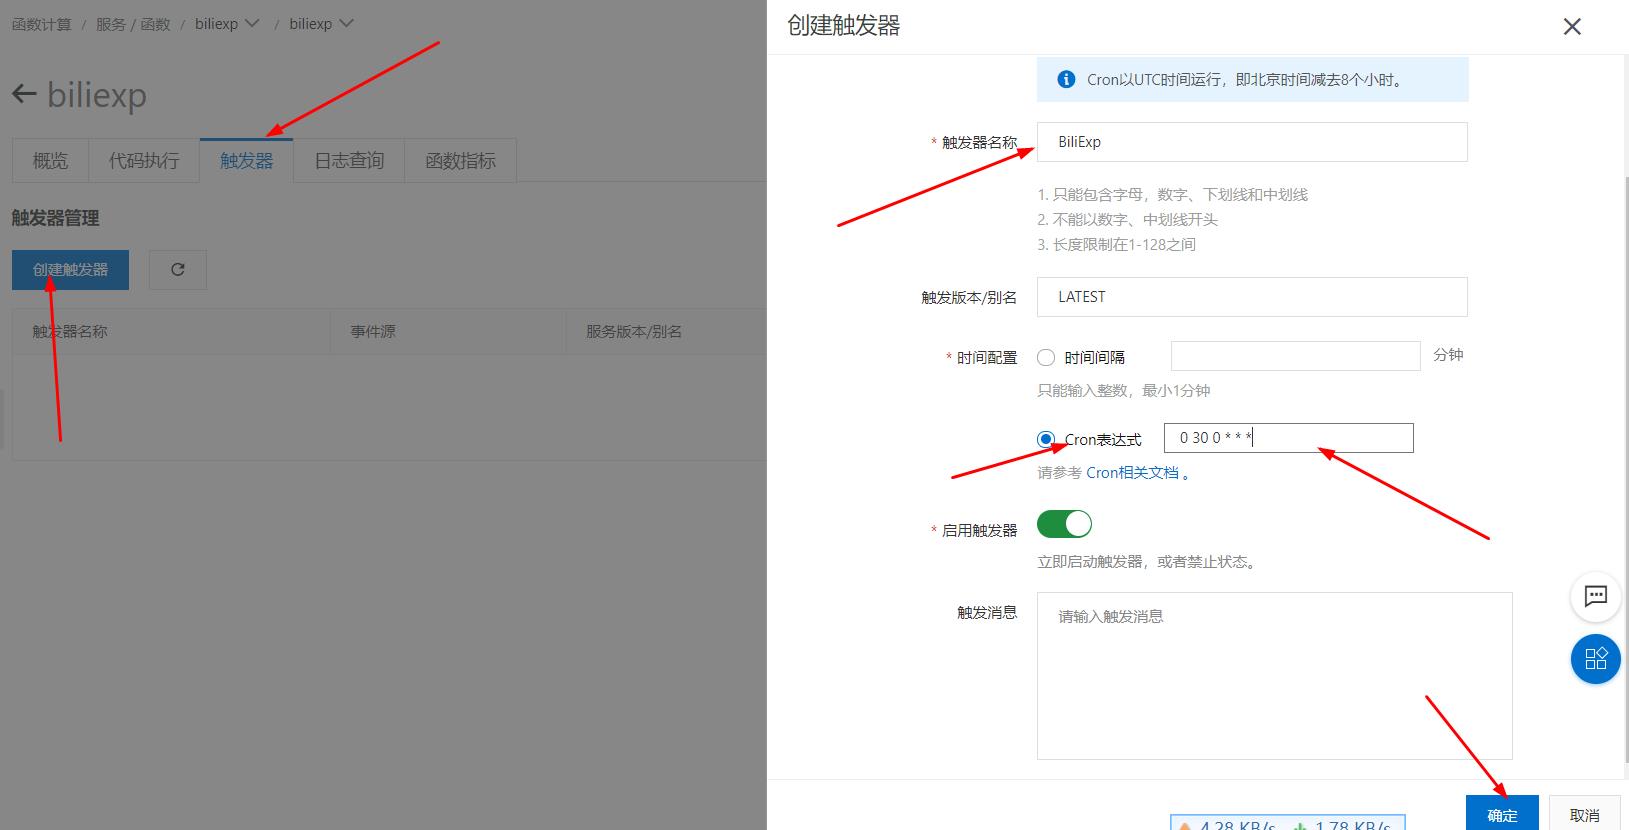 函数计算 / 服务 / 函数 / biliexp / biliexp
biliexp
概览 代码执行 触发器 日志查询 函数指标
触发器管理
创建触发器
触发器名称 事件源 服务版本/别名
创建触发器
Cron以UTC时间运行，即北京时间减去8个小时。
* 触发器名称 BiliExp
1. 只能包含字母，数字、下划线和中划线
2. 不能以数字、中划线开头
3. 长度限制在1-128之间
触发版本/别名 LATEST
* 时间配置 时间间隔 分钟
只能输入整数，最小1分钟
Cron表达式 0 30 0 * * *
请参考 Cron相关文档 。
* 启用触发器
立即启动触发器，或者禁止状态。
触发消息 请输入触发消息
确定 取消
4.28 KB/s 1.78 KB/s